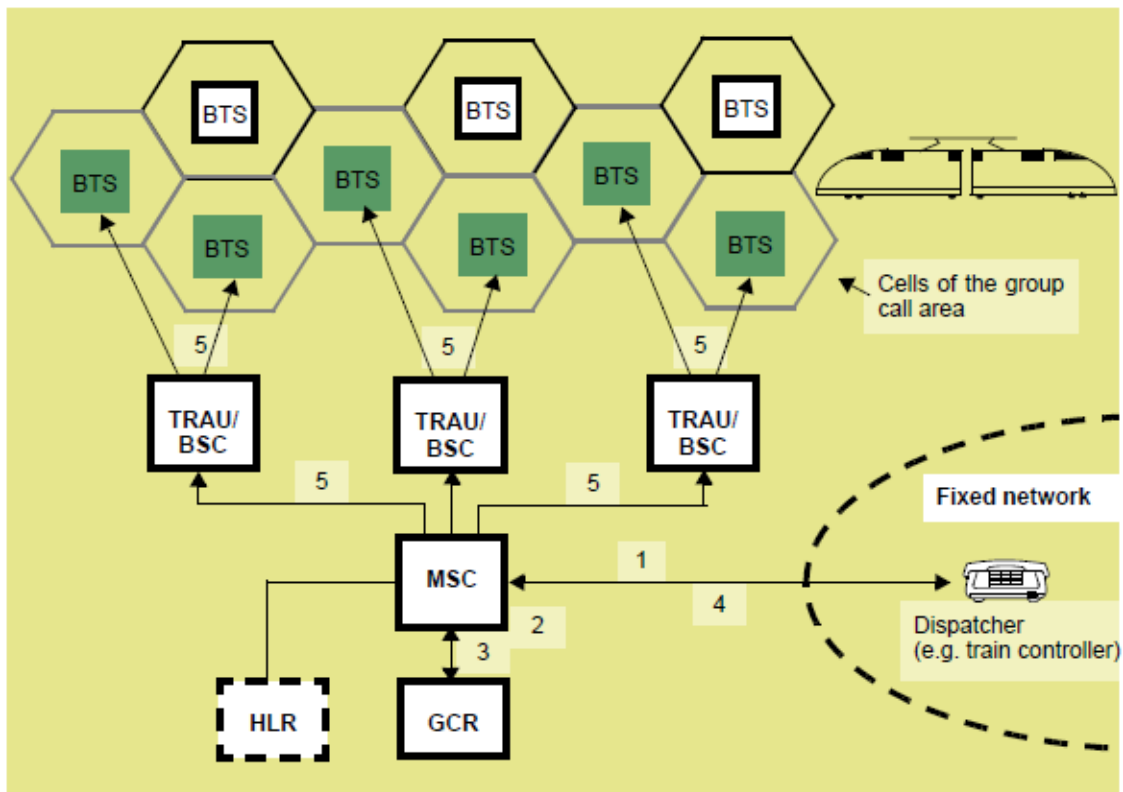 BTS
BTS
BTS
BTS
BTS
BTS
BTS
BTS
BTS
Cells of the group
call area
5
5
5
TRAU/
BSC
TRAU/
BSC
TRAU/
BSC
5
5
Fixed network
MSC
1
4
2
3
Dispatcher
(e.g. train controller)
HLR
GCR